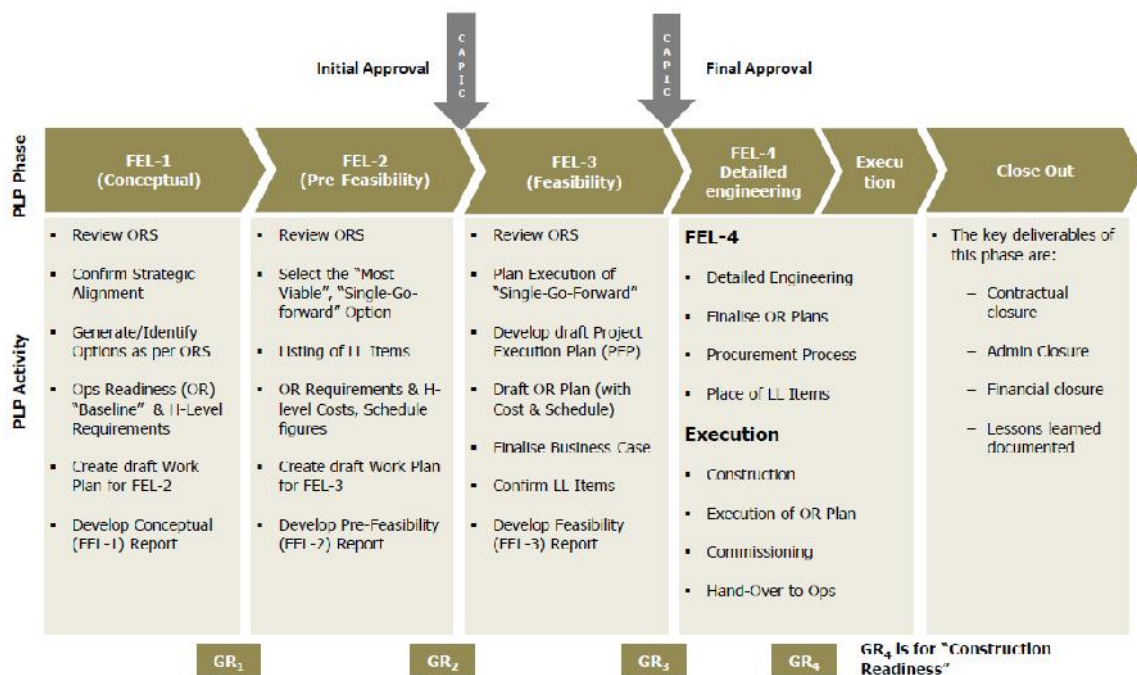 Initial Approval
CAPIC
CAPIC
Final Approval
PLP Phase
FEL-1
(Conceptual)
FEL-2
(Pre-Feasibility)
FEL-3
(Feasibility)
FEL-4
Detailed
engineering
Execu
tion
Close Out
PLP Activity
▪ Review ORS
▪ Confirm Strategic
Alignment
▪ Generate/Identify
Options as per ORS
▪ Ops Readiness (OR)
"Baseline" & H-Level
Requirements
▪ Create draft Work
Plan for FEL-2
▪ Develop Conceptual
(FEL-1) Report
▪ Review ORS
▪ Select the "Most
Viable", "Single-Go-
forward" Option
▪ Listing of LL Items
▪ OR Requirements & H-
level Costs, Schedule
figures
▪ Create draft Work Plan
for FEL-3
▪ Develop Pre-Feasibility
(FEL-2) Report
▪ Review ORS
▪ Plan Execution of
"Single-Go-Forward"
▪ Develop draft Project
Execution Plan (PEP)
▪ Draft OR Plan (with
Cost & Schedule)
▪ Finalise Business Case
▪ Confirm LL Items
▪ Develop Feasibility
(FEL-3) Report
FEL-4
▪ Detailed Engineering
▪ Finalise OR Plans
▪ Procurement Process
▪ Place of LL Items
Execution
▪ Construction
▪ Execution of OR Plan
▪ Commissioning
▪ Hand-Over to Ops
▪ The key deliverables of
this phase are:
– Contractual
closure
– Admin Closure
– Financial closure
– Lessons learned
documented
GR₁
GR₂
GR₃
GR₄
GR₄ is for "Construction
Readiness"